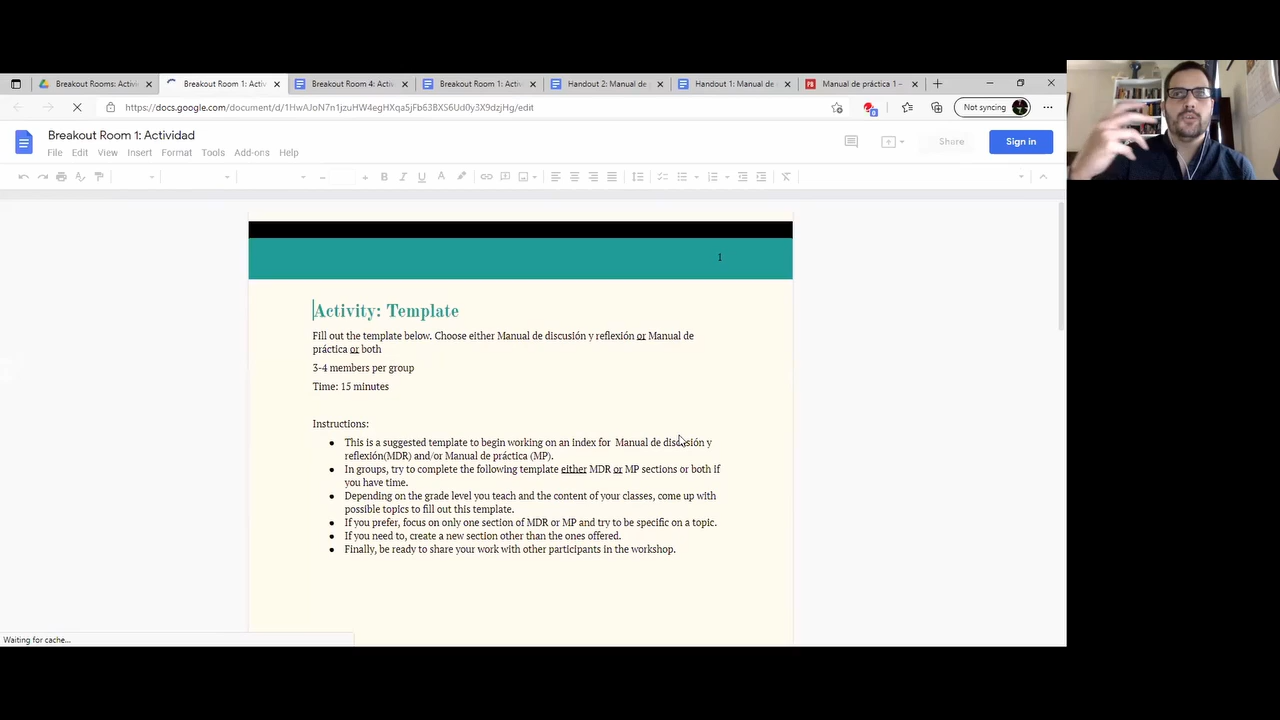 Breakout Rooms: Activi
Breakout Room 1: Activ
Breakout Room 4: Activ
Breakout Room 1: Activ
Handout 2: Manual de
Handout 1: Manual de
PB
Manual de práctica 1 –
https://docs.google.com/document/d/1HwAJoN7n1jzuHW4egHXqa5jFb63BXS6Ud0y3X9dzjHg/edit
Not syncing
Breakout Room 1: Actividad
File Edit View Insert Format Tools Add-ons Help
Share
Sign in
1
Activity: Template
Fill out the template below. Choose either Manual de discusión y reflexión or Manual de
práctica or both
3-4 members per group
Time: 15 minutes
Instructions:
● This is a suggested template to begin working on an index for Manual de discusión y
reflexión(MDR) and/or Manual de práctica (MP).
● In groups, try to complete the following template either MDR or MP sections or both if
you have time.
● Depending on the grade level you teach and the content of your classes, come up with
possible topics to fill out this template.
● If you prefer, focus on only one section of MDR or MP and try to be specific on a topic.
● If you need to, create a new section other than the ones offered.
● Finally, be ready to share your work with other participants in the workshop.
Waiting for cache...